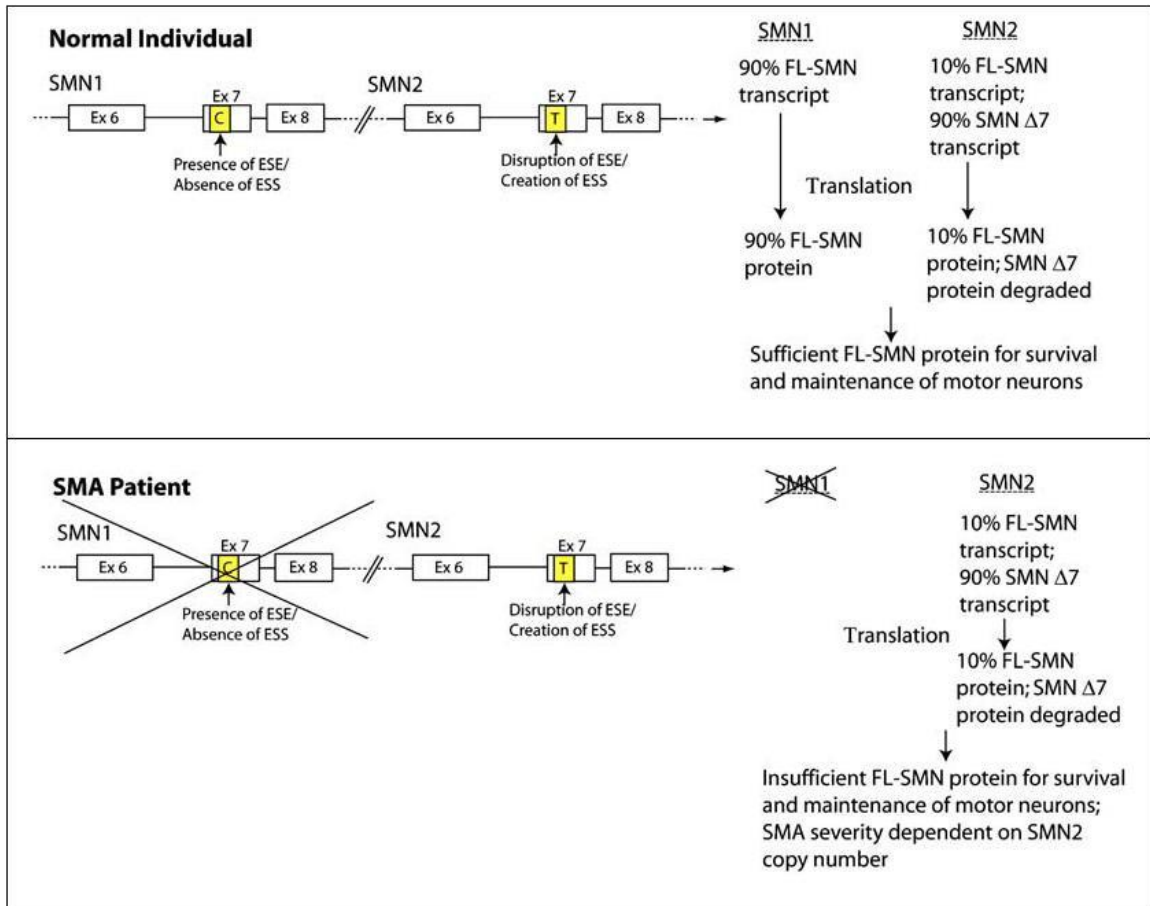 Normal Individual
SMN1
Ex 6
Ex 7
C
Ex 8
Presence of ESE/
Absence of ESS
SMN2
Ex 6
Ex 7
T
Ex 8
Disruption of ESE/
Creation of ESS
SMN1
90% FL-SMN
transcript
SMN2
10% FL-SMN
transcript;
90% SMN Δ7
transcript
Translation
90% FL-SMN
protein
10% FL-SMN
protein; SMN Δ7
protein degraded
Sufficient FL-SMN protein for survival
and maintenance of motor neurons
SMA Patient
SMN1
Ex 6
Ex 7
C
Ex 8
Presence of ESE/
Absence of ESS
SMN2
Ex 6
Ex 7
T
Ex 8
Disruption of ESE/
Creation of ESS
SMN1
SMN2
10% FL-SMN
transcript;
90% SMN Δ7
transcript
Translation
10% FL-SMN
protein; SMN Δ7
protein degraded
Insufficient FL-SMN protein for survival
and maintenance of motor neurons;
SMA severity dependent on SMN2
copy number